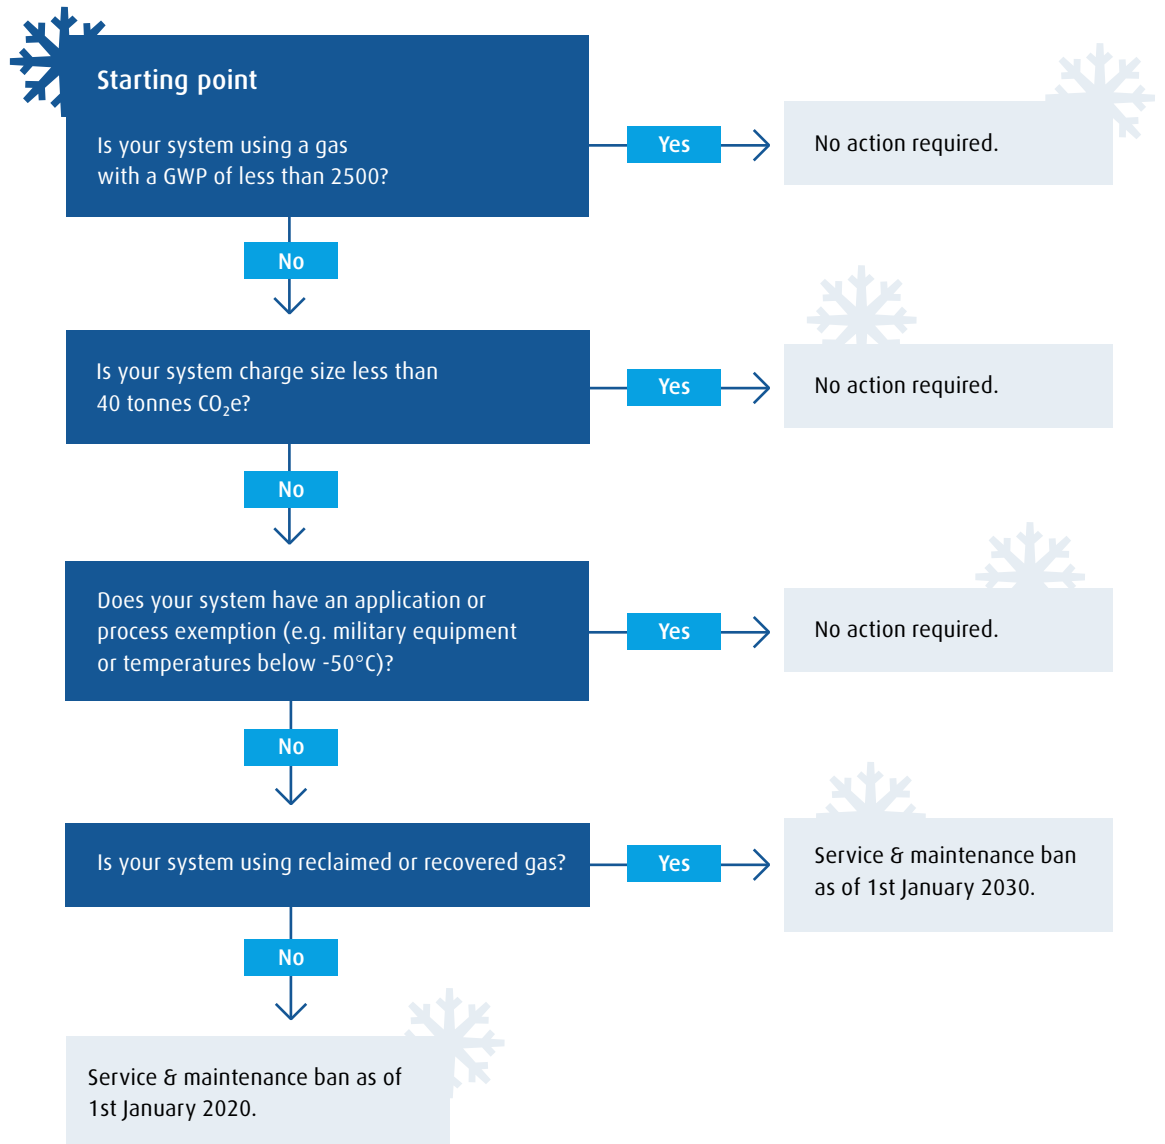 Starting point
Is your system using a gas
with a GWP of less than 2500?
Yes
No action required.
No
Is your system charge size less than
40 tonnes CO₂e?
Yes
No action required.
No
Does your system have an application or
process exemption (e.g. military equipment
or temperatures below -50°C)?
Yes
No action required.
No
Is your system using reclaimed or recovered gas?
Yes
Service & maintenance ban
as of 1st January 2030.
No
Service & maintenance ban as of
1st January 2020.